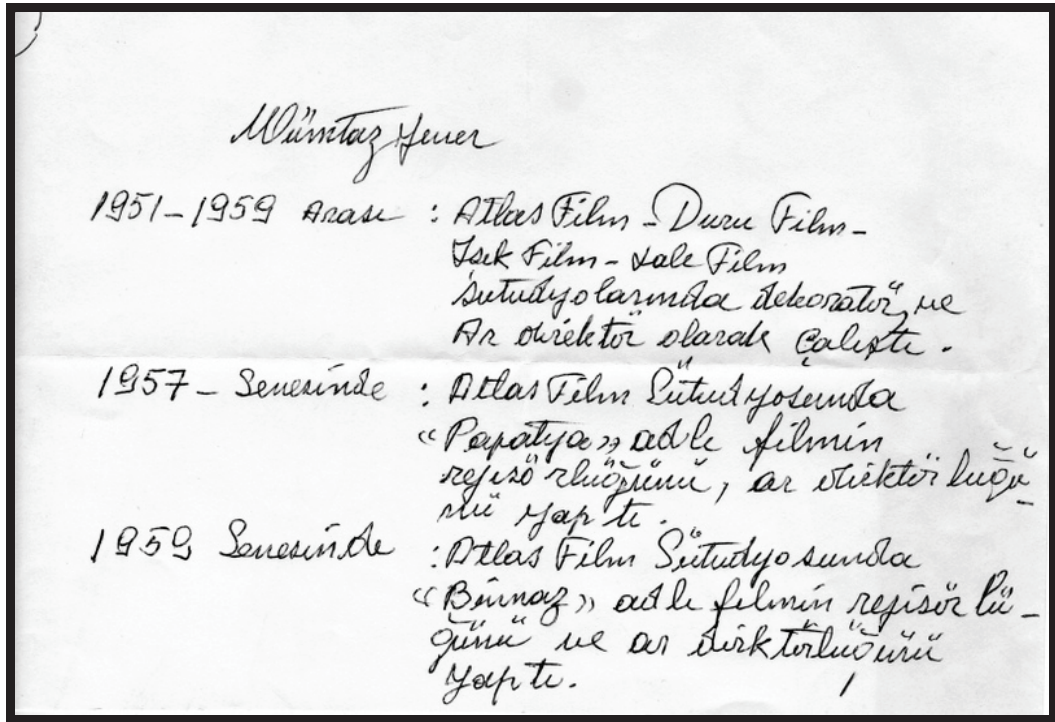 Mümtaz Yener
1951-1959 Arası : Atlas Film - Duru Film -
Işık Film - Lale Film
sütudyolarında dekoratör, ve
Ar direktör olarak çalıştı.
1957 - Senesinde : Atlas Film Sütudyosunda
"Papatya" adlı filmin
rejisörlüğünü, ar direktörlüğü-
nü yaptı.
1959 Senesinde : Atlas Film Sütudyosunda
"Binnaz" adlı filmin rejisörlü-
ğünü ve ar dirktörlüğünü
yaptı.